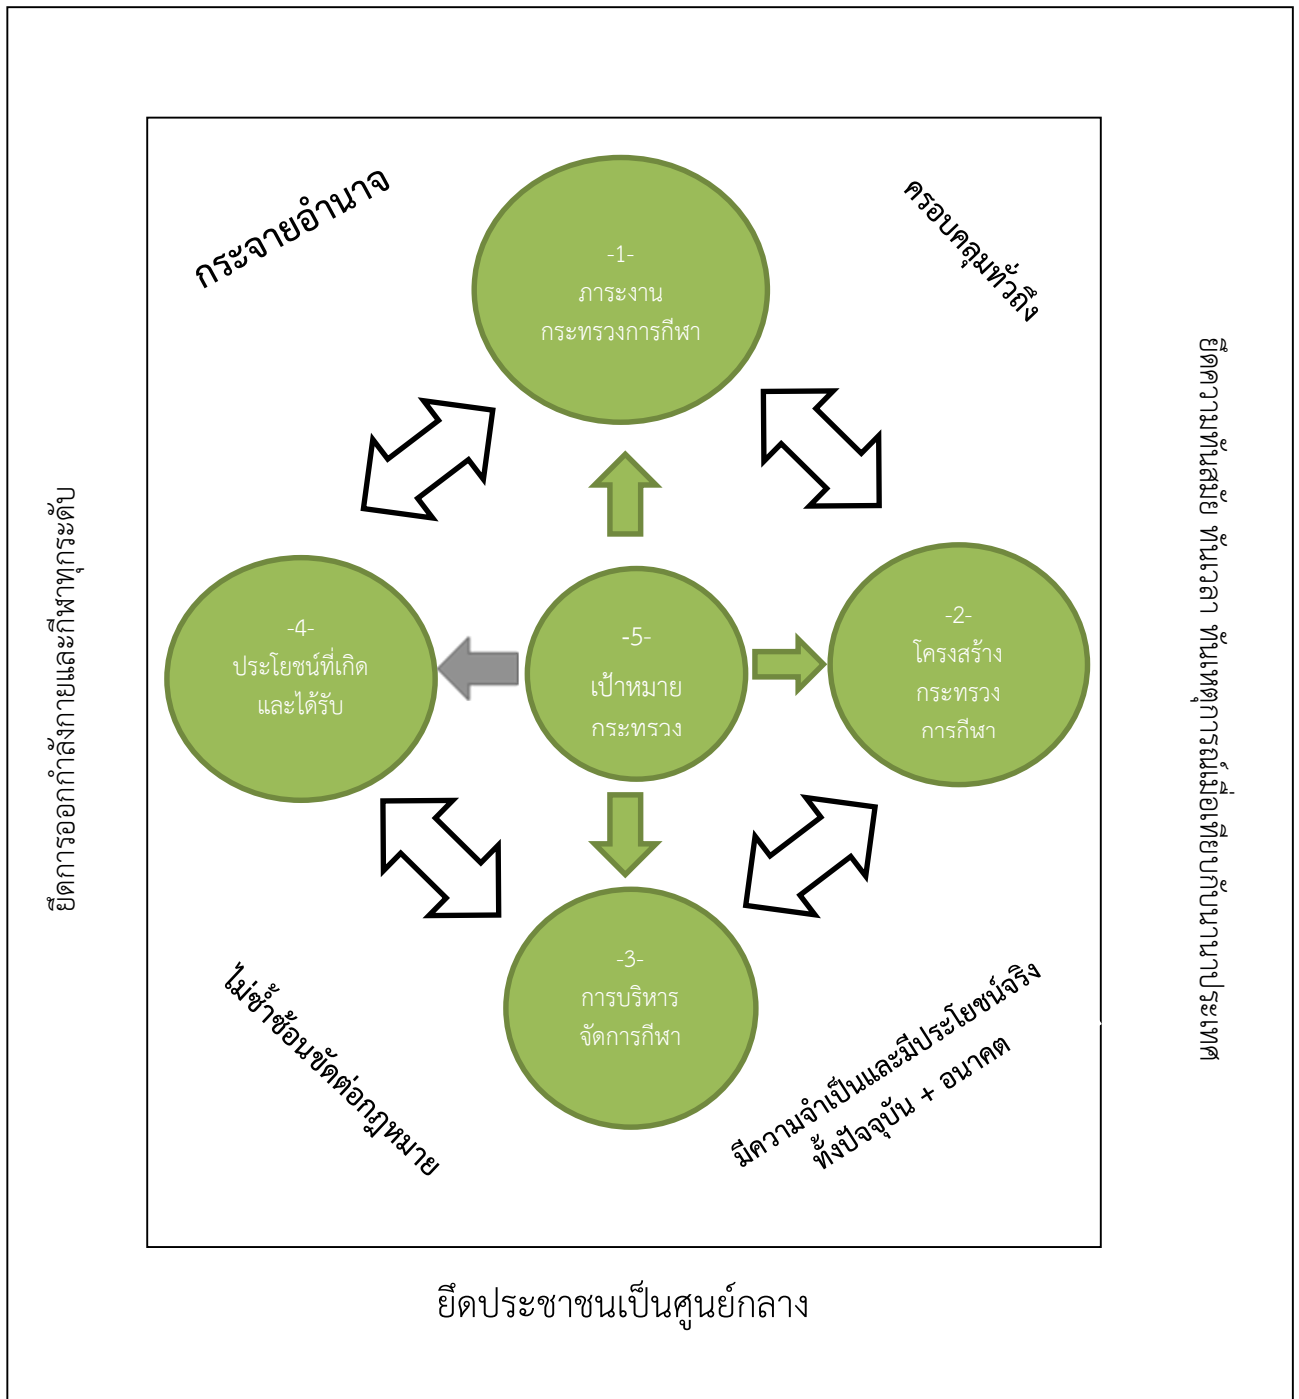 กระจายอำนาจ
ครอบคลุมทั่วถึง
-1-
ภาระงาน
กระทรวงการกีฬา
ยึดการออกกำลังกายและกีฬาทุกระดับ
ยึดความทันสมัย ทันเวลา ทันเหตุการณ์เมื่อเทียบกับนานาประเทศ
-4-
ประโยชน์ที่เกิด
และได้รับ
-5-
เป้าหมาย
กระทรวง
-2-
โครงสร้าง
กระทรวง
การกีฬา
-3-
การบริหาร
จัดการกีฬา
ไม่ซ้ำซ้อนขัดต่อกฎหมาย
มีความจำเป็นและมีประโยชน์จริง
ทั้งปัจจุบัน + อนาคต
ยึดประชาชนเป็นศูนย์กลาง